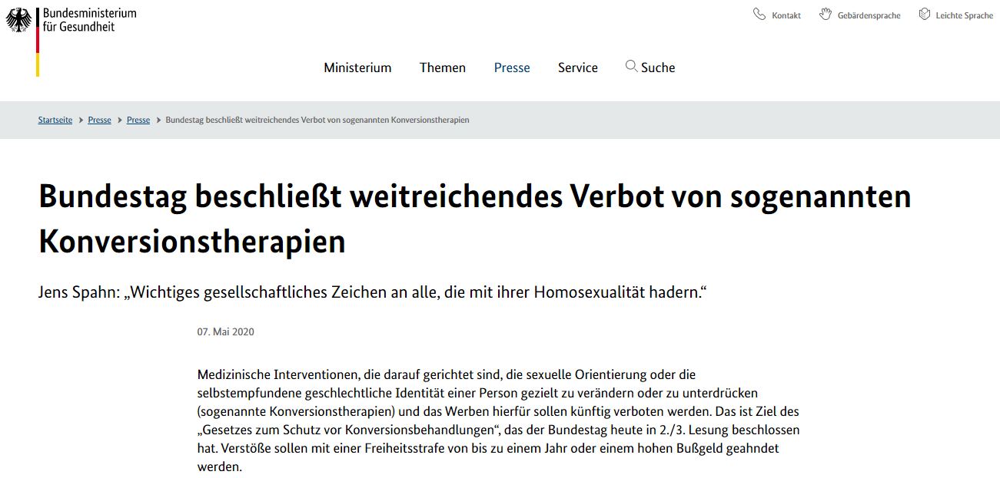 Bundesministerium
für Gesundheit
Kontakt
Gebärdensprache
Leichte Sprache
Ministerium
Themen
Presse
Service
Suche
Startseite
Presse
Presse
Bundestag beschließt weitreichendes Verbot von sogenannten Konversionstherapien
Bundestag beschließt weitreichendes Verbot von sogenannten
Konversionstherapien
Jens Spahn: „Wichtiges gesellschaftliches Zeichen an alle, die mit ihrer Homosexualität hadern.“
07. Mai 2020
Medizinische Interventionen, die darauf gerichtet sind, die sexuelle Orientierung oder die
selbstempfundene geschlechtliche Identität einer Person gezielt zu verändern oder zu unterdrücken
(sogenannte Konversionstherapien) und das Werben hierfür sollen künftig verboten werden. Das ist Ziel des
„Gesetzes zum Schutz vor Konversionsbehandlungen“, das der Bundestag heute in 2./3. Lesung beschlossen
hat. Verstöße sollen mit einer Freiheitsstrafe von bis zu einem Jahr oder einem hohen Bußgeld geahndet
werden.